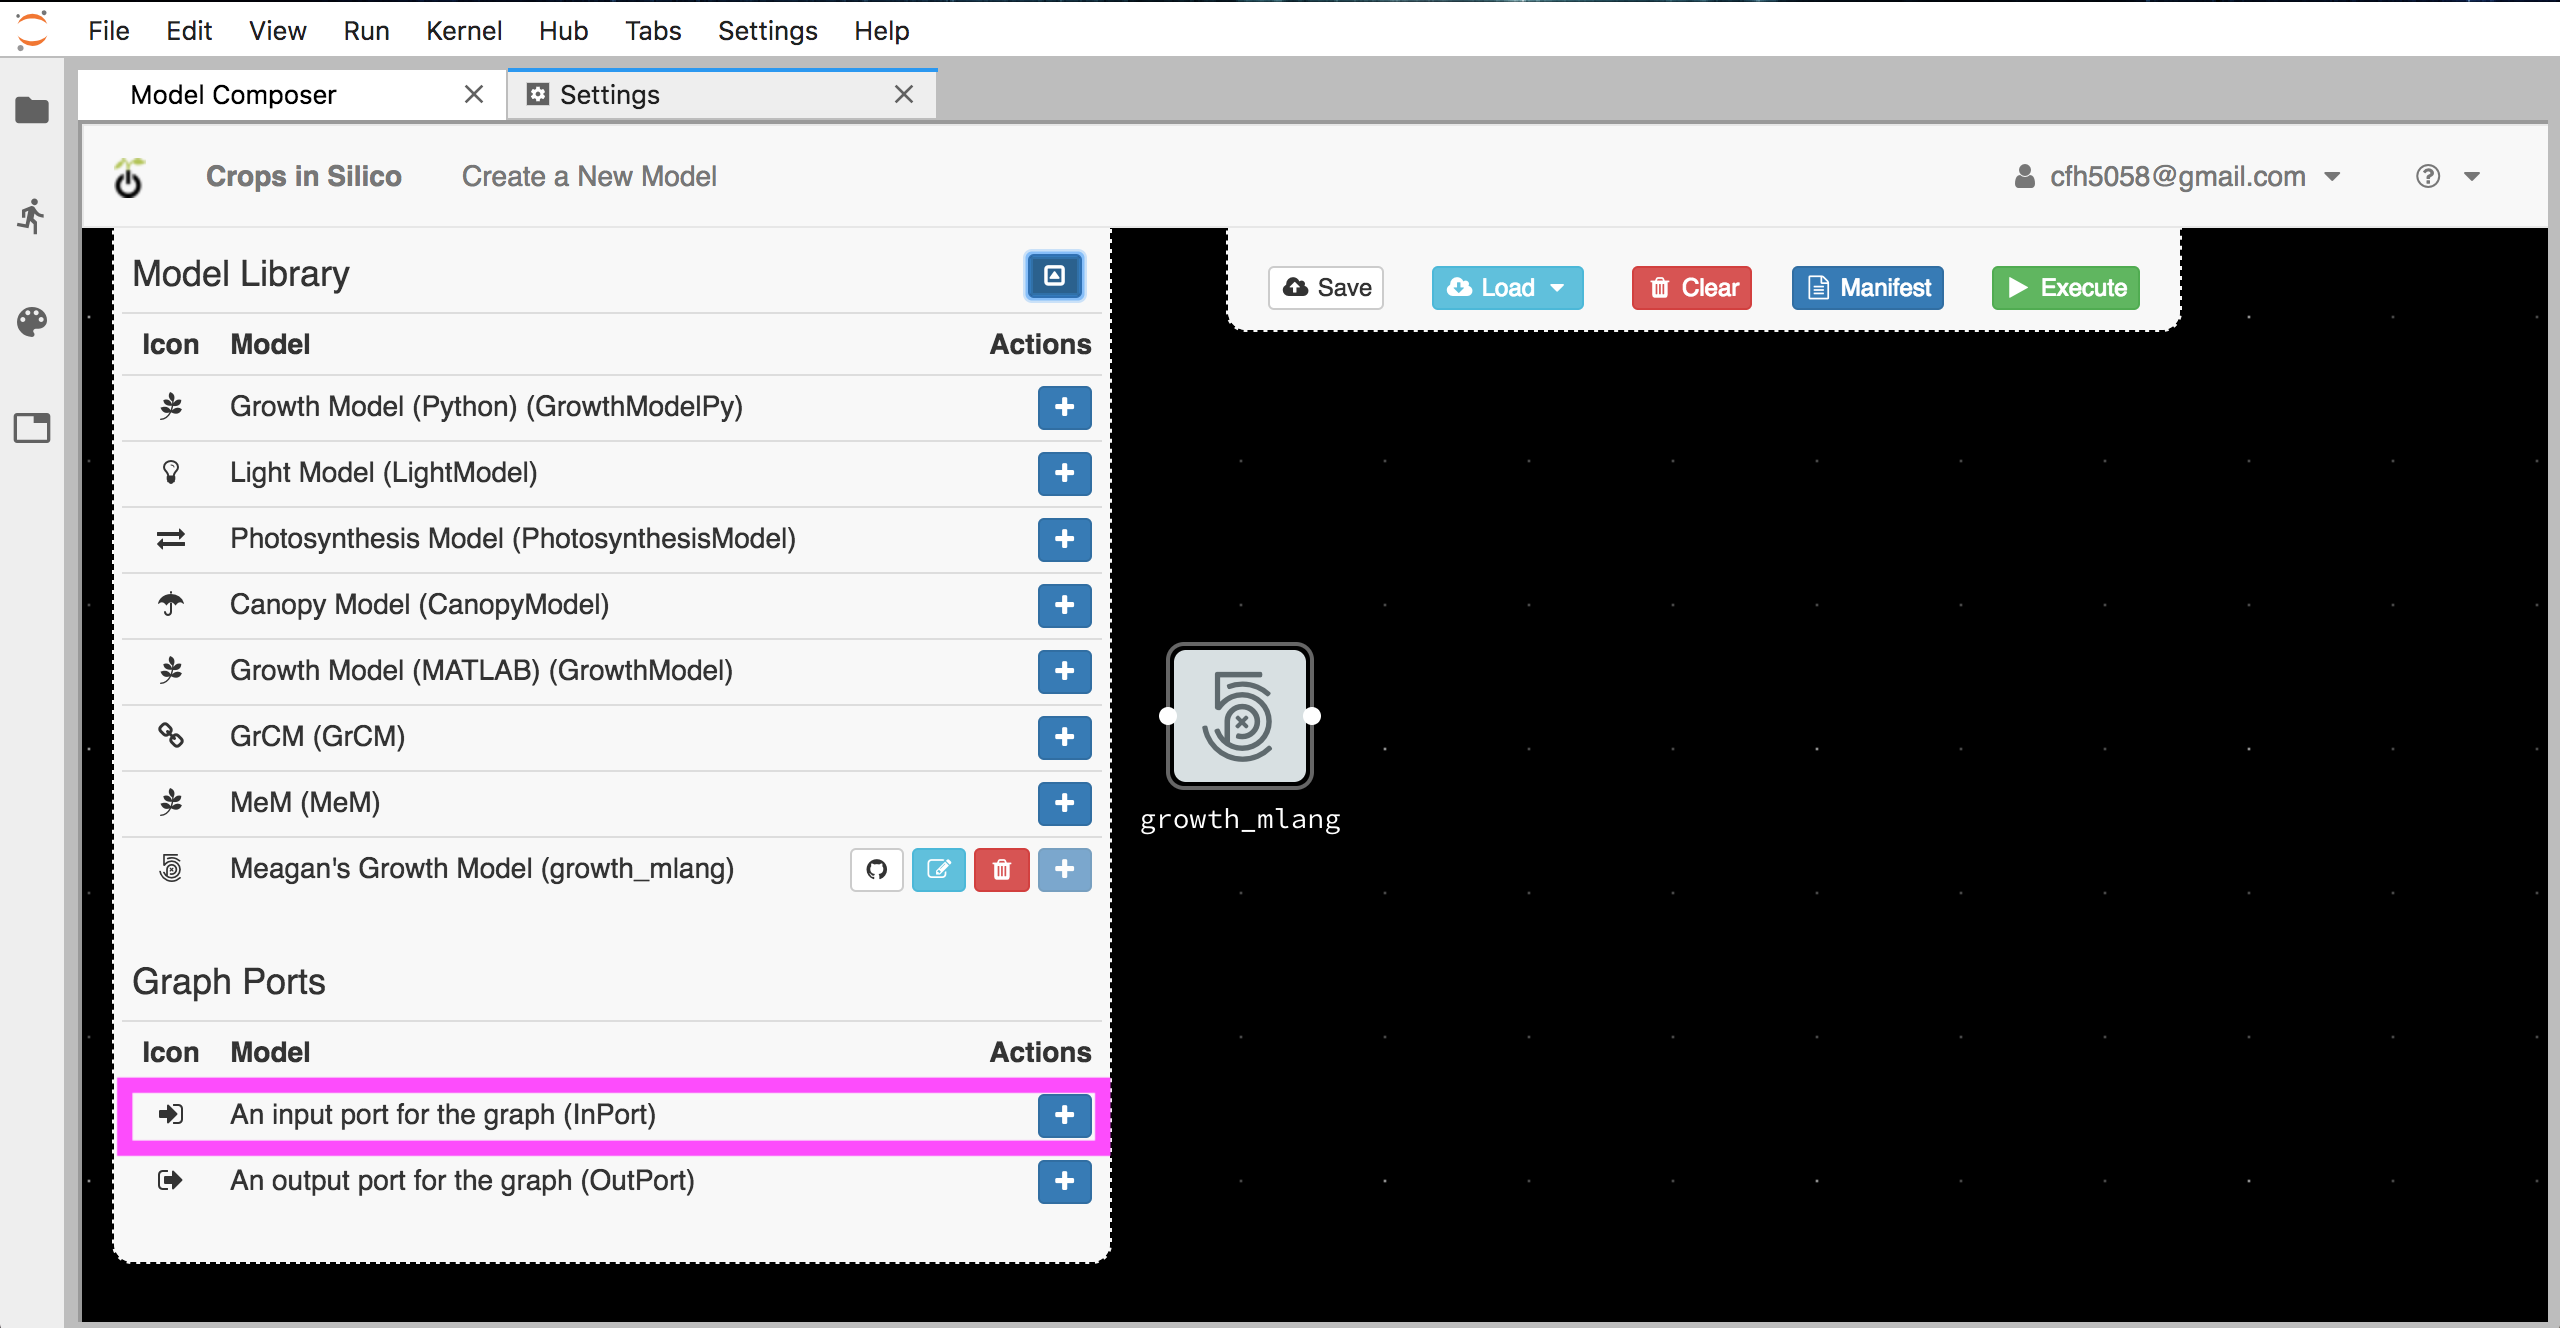 File Edit View Run Kernel Hub Tabs Settings Help
Model Composer Settings
Crops in Silico Create a New Model cfh5058@gmail.com
Model Library
Save Load Clear Manifest Execute
Icon Model Actions
Growth Model (Python) (GrowthModelPy)
Light Model (LightModel)
Photosynthesis Model (PhotosynthesisModel)
Canopy Model (CanopyModel)
Growth Model (MATLAB) (GrowthModel)
GrCM (GrCM)
MeM (MeM)
growth_mlang
Meagan's Growth Model (growth_mlang)
Graph Ports
Icon Model Actions
An input port for the graph (InPort)
An output port for the graph (OutPort)